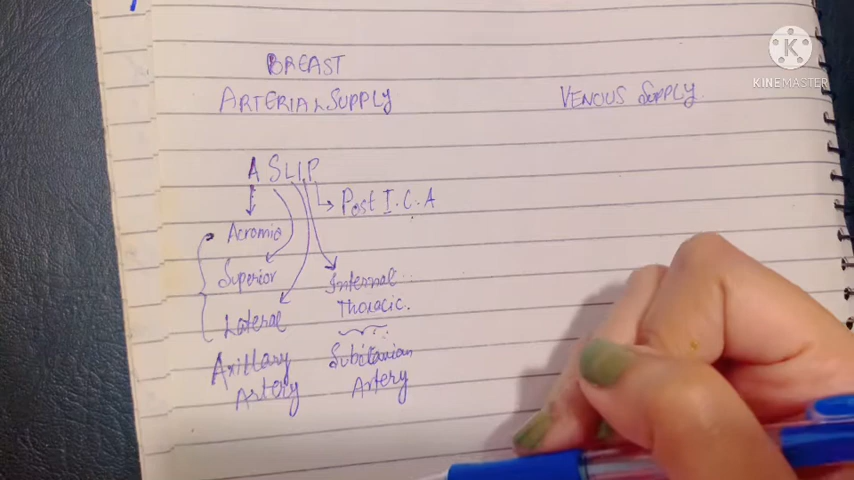 BREAST
ARTERIAL SUPPLY
VENOUS SUPPLY
A SLIP
Post I.C.A
Acromio
Superior
Lateral
Axillary
Artery
Internal
Thoracic.
Subclavian
Artery
KINEMASTER